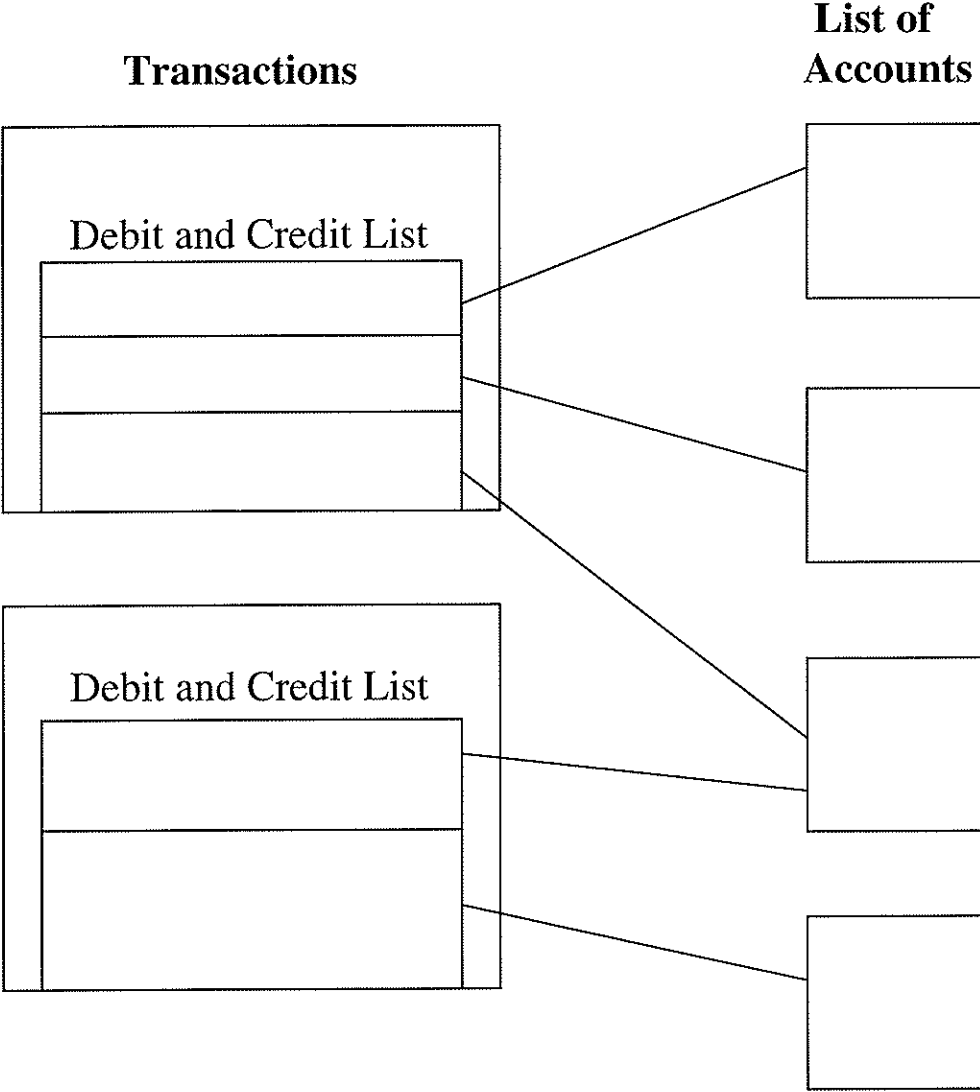 List of
Accounts
Transactions
Debit and Credit List
Debit and Credit List